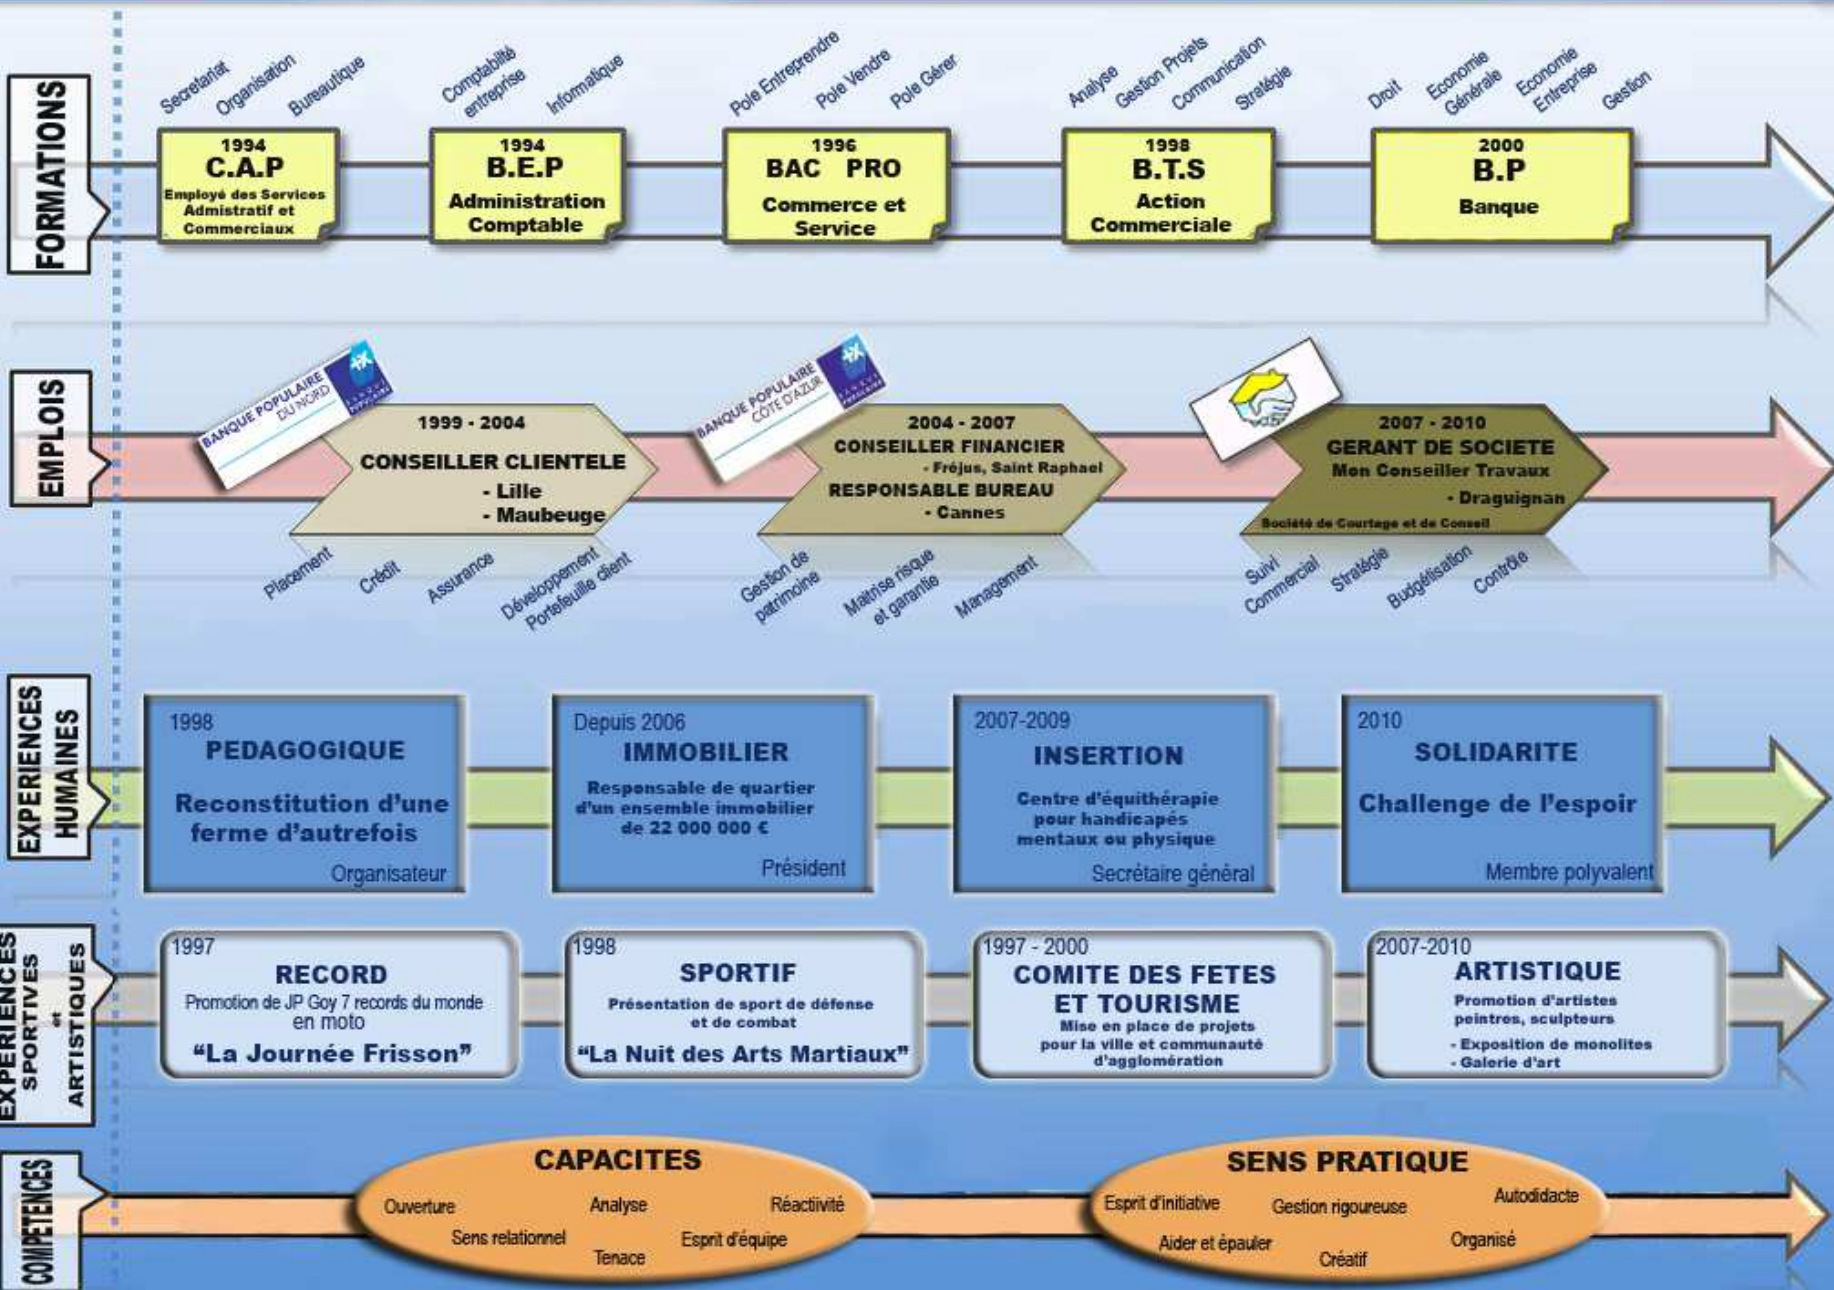 FORMATIONS
Secretariat
Organisation
Bureautique
1994
C.A.P
Employé des Services
Admistratif et
Commerciaux
Comptabilité
entreprise
Informatique
1994
B.E.P
Administration
Comptable
Pole Entreprendre
Pole Vendre
Pole Gérer
1996
BAC PRO
Commerce et
Service
Analyse
Gestion Projets
Communication
Stratégie
1998
B.T.S
Action
Commerciale
Droit
Economie
Générale
Economie
Entreprise
Gestion
2000
B.P
Banque
EMPLOIS
BANQUE POPULAIRE
DU NORD
BANQUE
POPULAIRE
1999 - 2004
CONSEILLER CLIENTELE
- Lille
- Maubeuge
Placement
Crédit
Assurance
Développement
Portefeuille client
BANQUE POPULAIRE
CÔTE D'AZUR
BANQUE
POPULAIRE
2004 - 2007
CONSEILLER FINANCIER
- Fréjus, Saint Raphael
RESPONSABLE BUREAU
- Cannes
Gestion de
patrimoine
Maîtrise risque
et garantie
Management
2007 - 2010
GERANT DE SOCIETE
Mon Conseiller Travaux
- Draguignan
Société de Courtage et de Conseil
Suivi
Commercial
Stratégie
Budgétisation
Contrôle
EXPERIENCES
HUMAINES
1998
PEDAGOGIQUE
Reconstitution d'une
ferme d'autrefois
Organisateur
Depuis 2006
IMMOBILIER
Responsable de quartier
d'un ensemble immobilier
de 22 000 000 €
Président
2007-2009
INSERTION
Centre d'équithérapie
pour handicapés
mentaux ou physique
Secrétaire général
2010
SOLIDARITE
Challenge de l'espoir
Membre polyvalent
EXPERIENCES
SPORTIVES
et
ARTISTIQUES
1997
RECORD
Promotion de JP Goy 7 records du monde
en moto
“La Journée Frisson”
1998
SPORTIF
Présentation de sport de défense
et de combat
“La Nuit des Arts Martiaux”
1997 - 2000
COMITE DES FETES
ET TOURISME
Mise en place de projets
pour la ville et communauté
d'agglomération
2007-2010
ARTISTIQUE
Promotion d'artistes
peintres, sculpteurs
- Exposition de monolites
- Galerie d'art
COMPETENCES
CAPACITES
Ouverture
Analyse
Réactivité
Sens relationnel
Esprit d'équipe
Tenace
SENS PRATIQUE
Esprit d'initiative
Gestion rigoureuse
Autodidacte
Aider et épauler
Créatif
Organisé